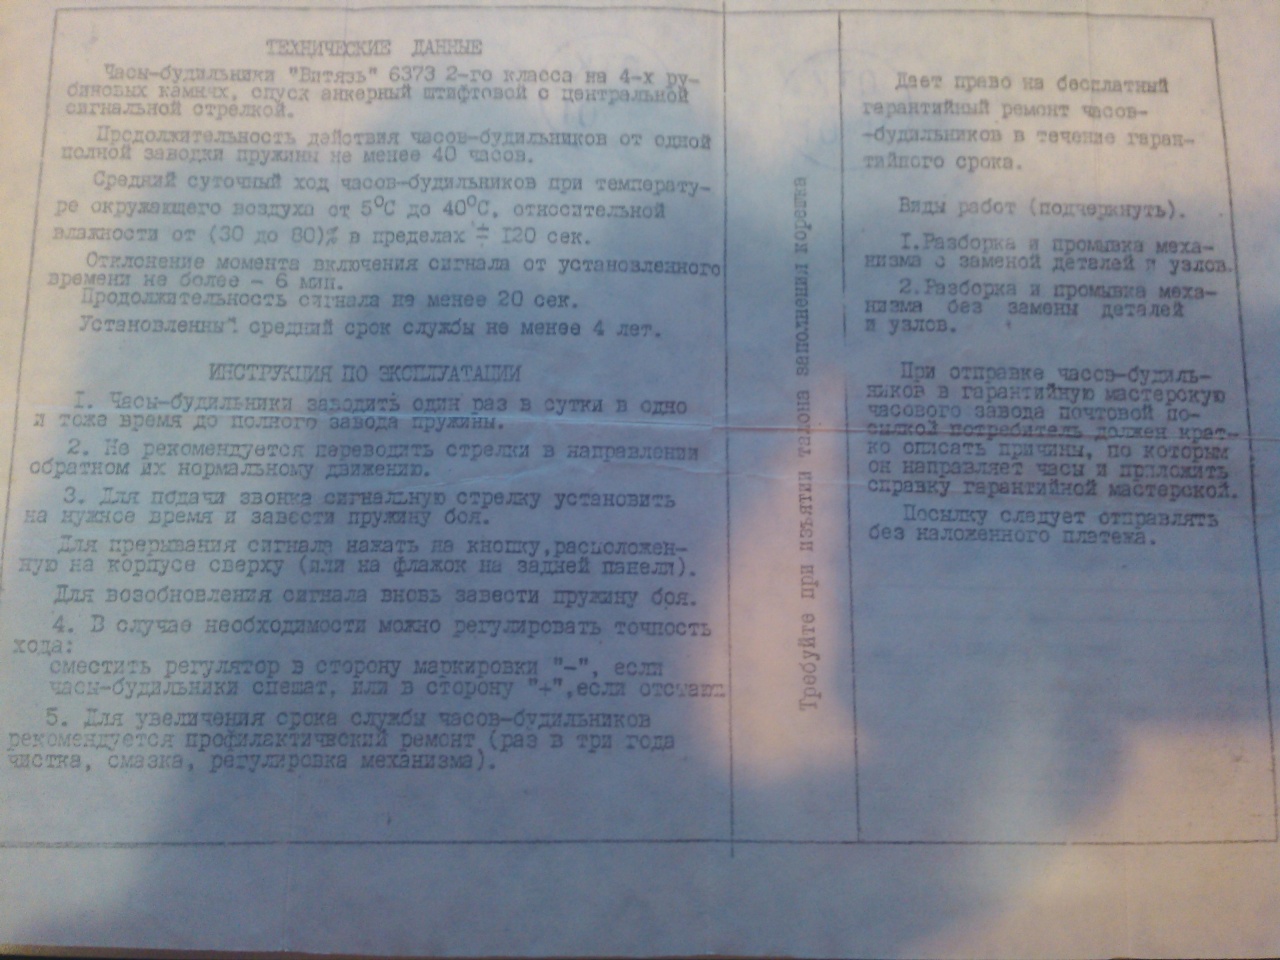 ТЕХНИЧЕСКИЕ ДАННЫЕ
Часы-будильники "Витязь" 6373 2-го класса на 4-х ру-
биновых камнях, спуск анкерный штифтовой с центральной
сигнальной стрелкой.
Продолжительность действия часов-будильников от одной
полной заводки пружины не менее 40 часов.
Средний суточный ход часов-будильников при температу-
ре окружающего воздуха от 5°С до 40°С, относительной
влажности от (30 до 80)% в пределах ± 120 сек.
Отклонение момента включения сигнала от установленного
времени не более - 6 мин.
Продолжительность сигнала не менее 20 сек.
Установленный средний срок службы не менее 4 лет.
ИНСТРУКЦИЯ ПО ЭКСПЛУАТАЦИИ
1. Часы-будильники заводить один раз в сутки в одно
и тоже время до полного завода пружины.
2. Не рекомендуется переводить стрелки в направлении
обратном их нормальному движению.
3. Для подачи звонка сигнальную стрелку установить
на нужное время и завести пружину боя.
Для прерывания сигнала нажать на кнопку,расположен-
ную на корпусе сверху (или на флажок на задней панели).
Для возобновления сигнала вновь завести пружину боя.
4. В случае необходимости можно регулировать точность
хода:
сместить регулятор в сторону маркировки "-", если
часы-будильники спешат, или в сторону "+",если отстают
5. Для увеличения срока службы часов-будильников
рекомендуется профилактический ремонт (раз в три года
чистка, смазка, регулировка механизма).
Требуйте при изъятии талона заполнения корешка
Дает право на бесплатный
гарантийный ремонт часов-
-будильников в течение гаран-
тийного срока.
Виды работ (подчеркнуть).
1.Разборка и промывка меха-
низма с заменой деталей и узлов.
2.Разборка и промывка меха-
низма без замены деталей
и узлов.
При отправке часов-будиль-
ников в гарантийную мастерскую
часового завода почтовой по-
сылкой потребитель должен крат-
ко описать причины, по которым
он направляет часы и приложить
справку гарантийной мастерской.
Посылку следует отправлять
без наложенного платежа.